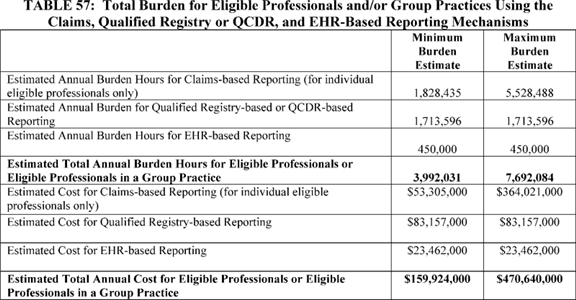 TABLE 57: Total Burden for Eligible Professionals and/or Group Practices Using the
Claims, Qualified Registry or QCDR, and EHR-Based Reporting Mechanisms
Minimum Burden Estimate Maximum Burden Estimate
Estimated Annual Burden Hours for Claims-based Reporting (for individual
eligible professionals only) 1,828,435 5,528,488
Estimated Annual Burden for Qualified Registry-based or QCDR-based
Reporting 1,713,596 1,713,596
Estimated Annual Burden Hours for EHR-based Reporting
450,000 450,000
Estimated Total Annual Burden Hours for Eligible Professionals or
Eligible Professionals in a Group Practice 3,992,031 7,692,084
Estimated Cost for Claims-based Reporting (for individual eligible
professionals only) $53,305,000 $364,021,000
Estimated Cost for Qualified Registry-based Reporting $83,157,000 $83,157,000
Estimated Cost for EHR-based Reporting $23,462,000 $23,462,000
Estimated Total Annual Cost for Eligible Professionals or Eligible
Professionals in a Group Practice $159,924,000 $470,640,000